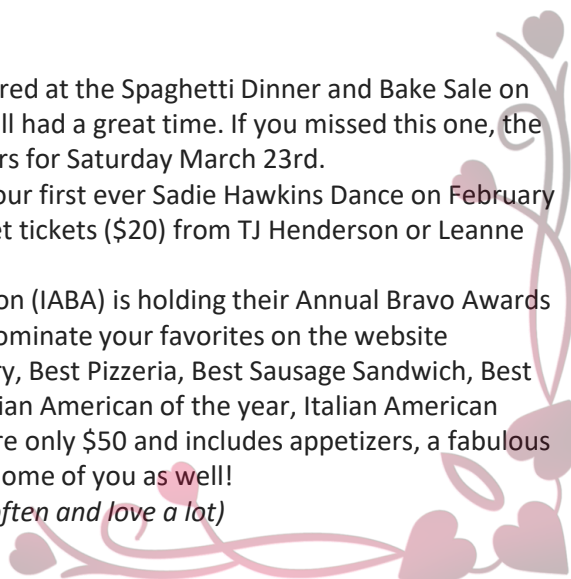 red at the Spaghetti Dinner and Bake Sale on
ll had a great time. If you missed this one, the
rs for Saturday March 23rd.
our first ever Sadie Hawkins Dance on February
et tickets ($20) from TJ Henderson or Leanne
on (IABA) is holding their Annual Bravo Awards
ominate your favorites on the website
ry, Best Pizzeria, Best Sausage Sandwich, Best
ian American of the year, Italian American
re only $50 and includes appetizers, a fabulous
ome of you as well!
often and love a lot)